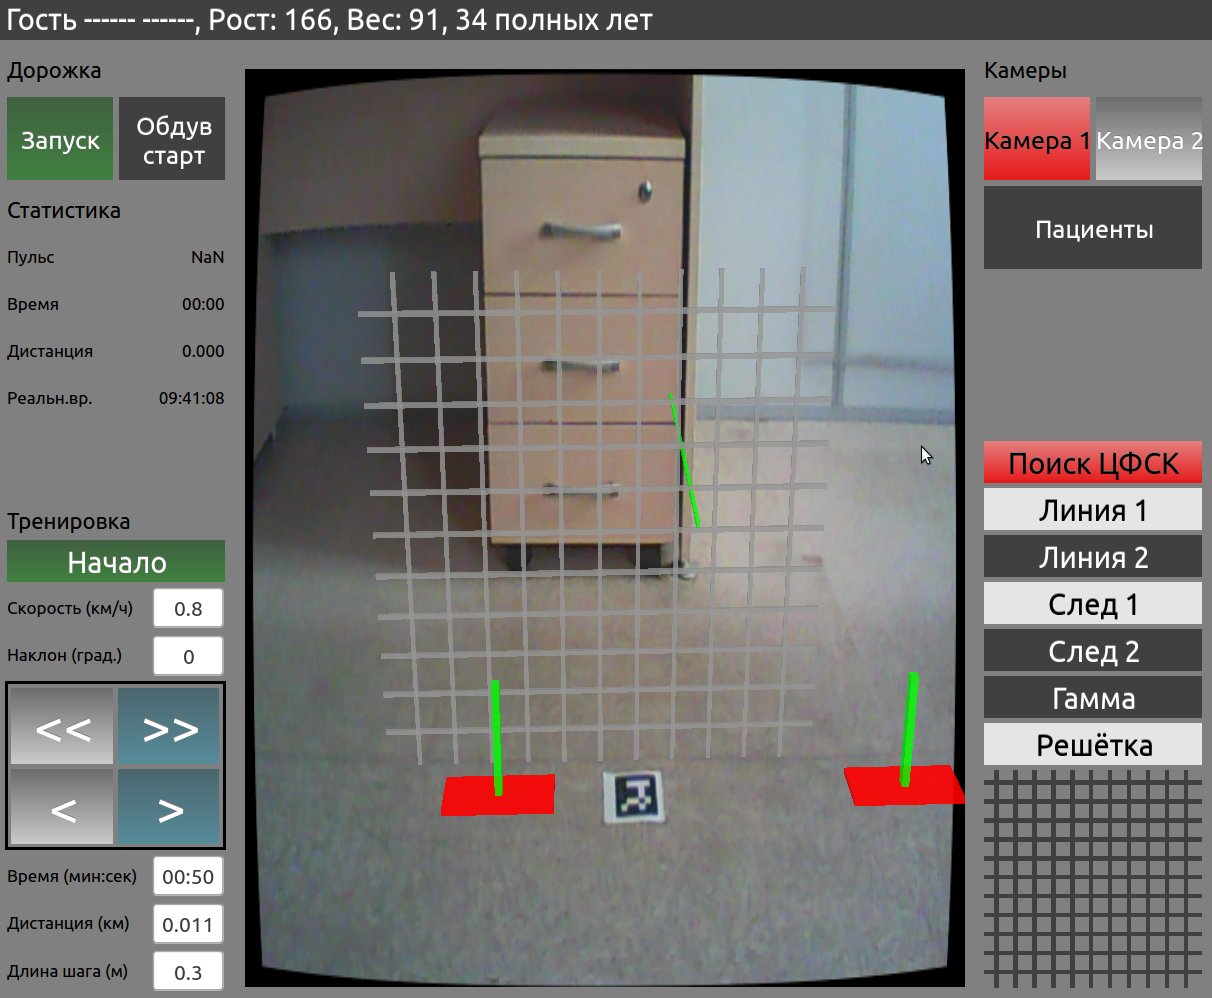 Гость ------ ------, Рост: 166, Вес: 91, 34 полных лет
Дорожка
Запуск
Обдув
старт
Статистика
Пульс NaN
Время 00:00
Дистанция 0.000
Реальн.вр. 09:41:08
Тренировка
Начало
Скорость (км/ч) 0.8
Наклон (град.) 0
<< >>
< >
Время (мин:сек) 00:50
Дистанция (км) 0.011
Длина шага (м) 0.3
Камеры
Камера 1
Камера 2
Пациенты
Поиск ЦФСК
Линия 1
Линия 2
След 1
След 2
Гамма
Решётка